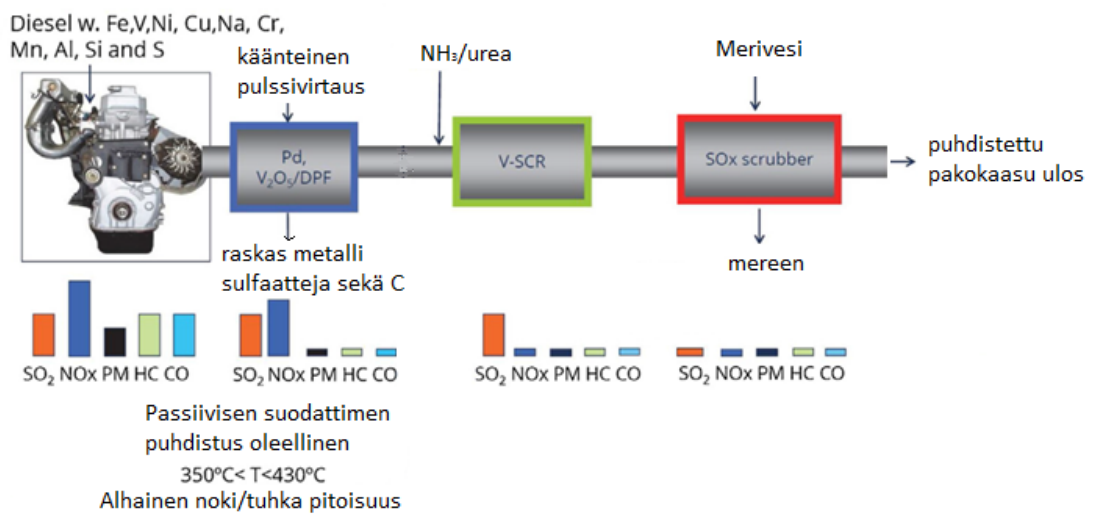 Diesel w. Fe,V,Ni, Cu,Na, Cr,
Mn, Al, Si and S
käänteinen
pulssivirtaus
NH₃/urea
Merivesi
Pd,
V₂O₅/DPF
V-SCR
SOx scrubber
puhdistettu
pakokaasu ulos
raskas metalli
sulfaatteja sekä C
mereen
SO₂ NOx PM HC CO
SO₂ NOx PM HC CO
SO₂ NOx PM HC CO
SO₂ NOx PM HC CO
Passiivisen suodattimen
puhdistus oleellinen
350ºC< T<430ºC
Alhainen noki/tuhka pitoisuus